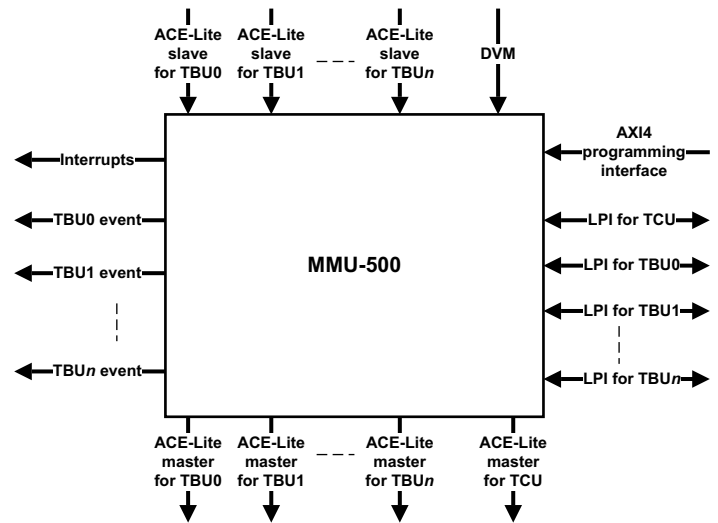 ACE-Lite
slave
for TBU0
ACE-Lite
slave
for TBU1
ACE-Lite
slave
for TBUn
DVM
Interrupts
TBU0 event
TBU1 event
TBUn event
MMU-500
AXI4
programming
interface
LPI for TCU
LPI for TBU0
LPI for TBU1
LPI for TBUn
ACE-Lite
master
for TBU0
ACE-Lite
master
for TBU1
ACE-Lite
master
for TBUn
ACE-Lite
master
for TCU